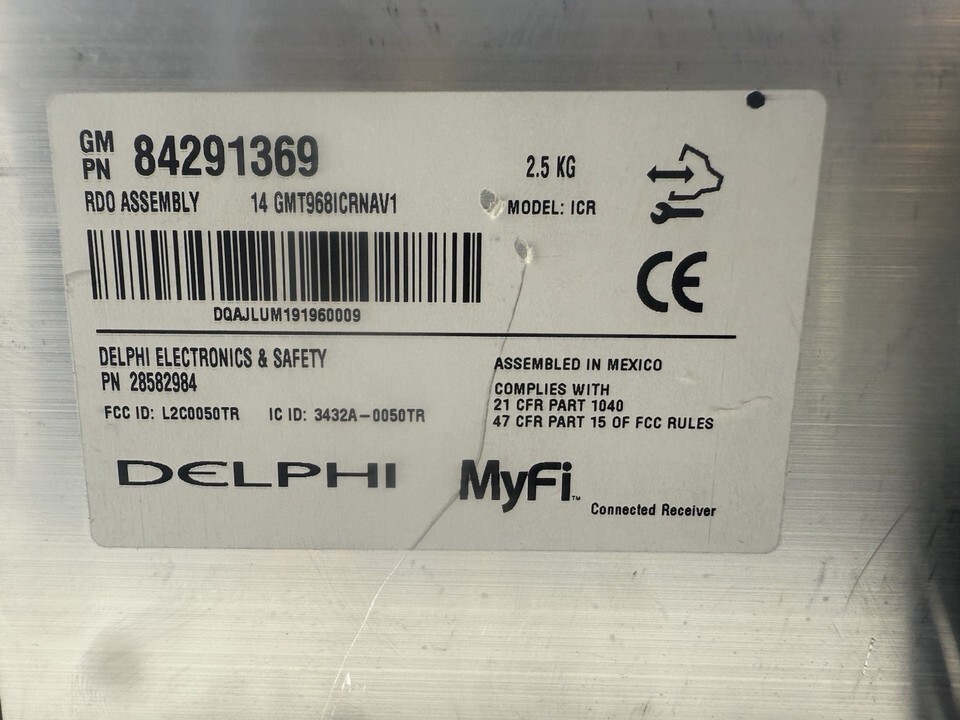 GM
PN 84291369
RDO ASSEMBLY 14 GMT968ICRNAV1
2.5 KG
MODEL: ICR
CE
DQAJLUM191960009
DELPHI ELECTRONICS & SAFETY
PN 28582984
FCC ID: L2C0050TR IC ID: 3432A-0050TR
ASSEMBLED IN MEXICO
COMPLIES WITH
21 CFR PART 1040
47 CFR PART 15 OF FCC RULES
DELPHI
MyFi™
Connected Receiver